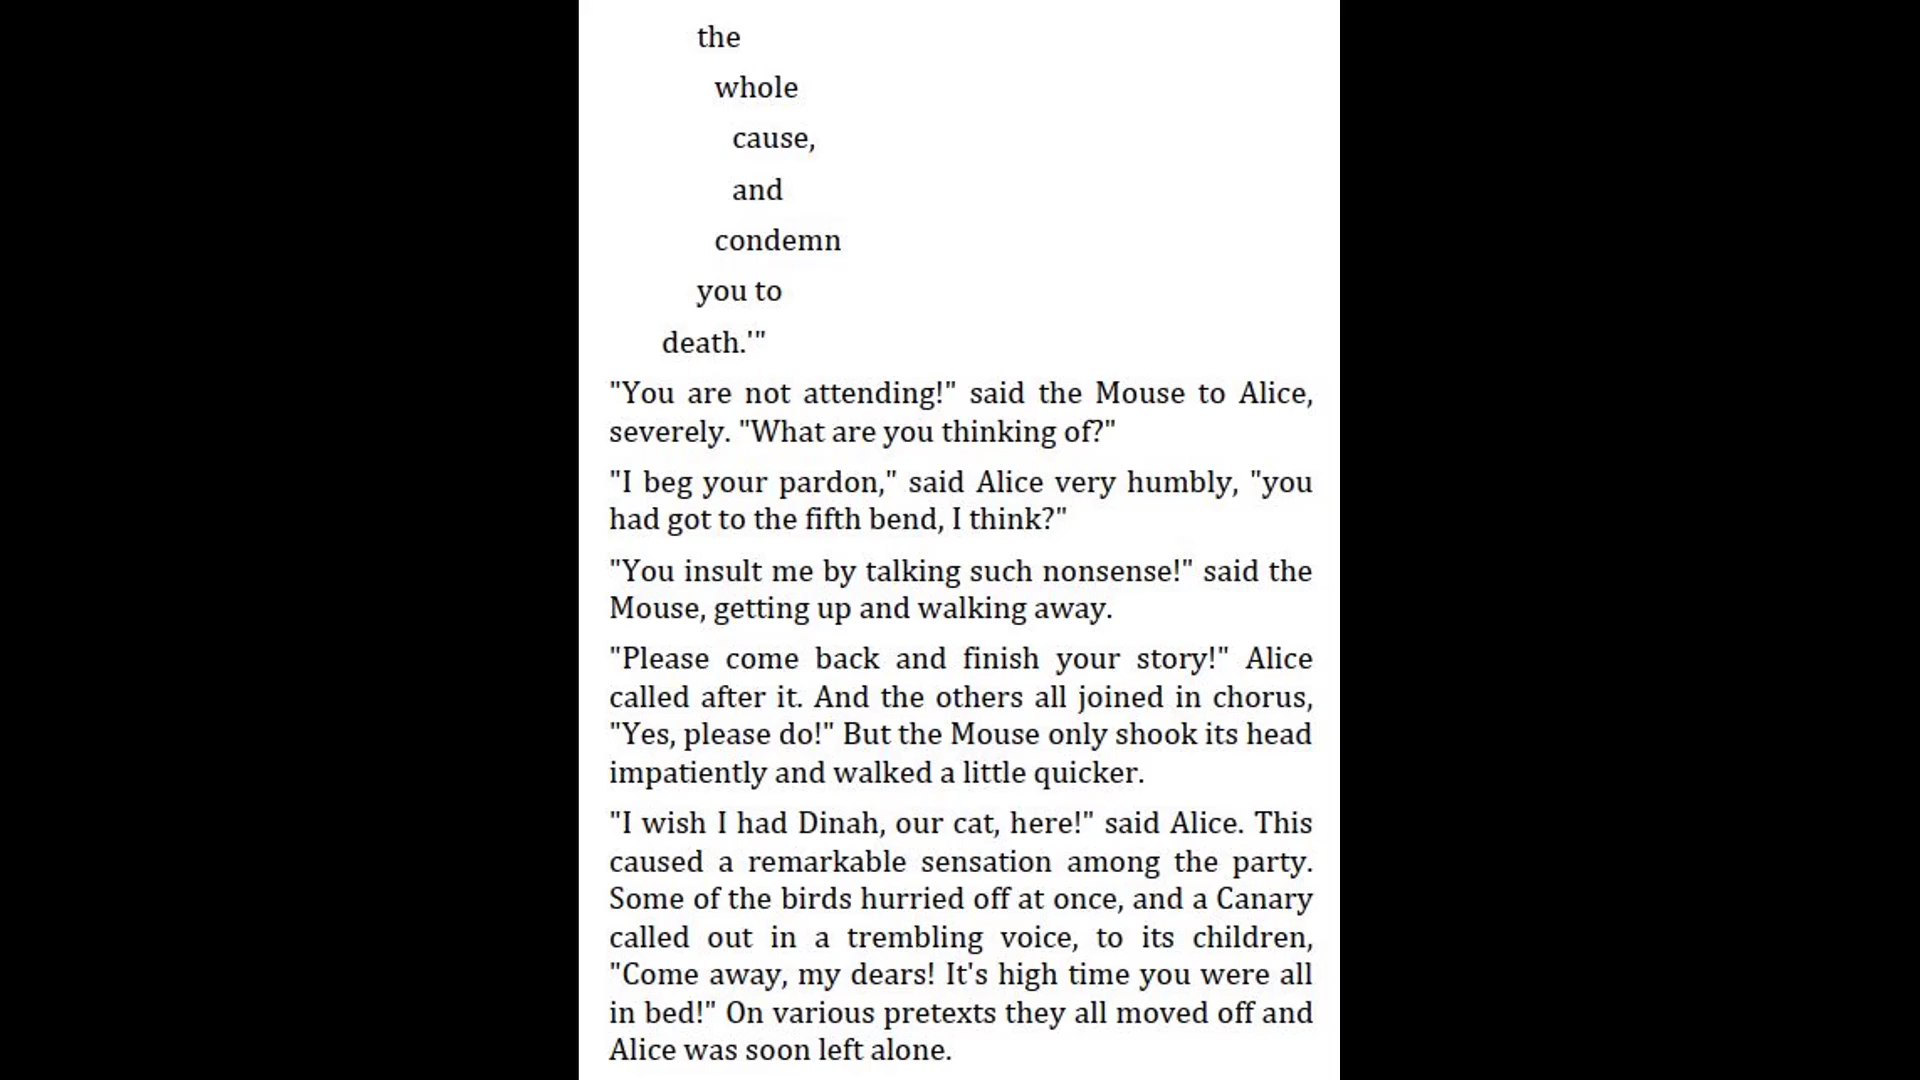 the
whole
cause,
and
condemn
you to
death.'"
"You are not attending!" said the Mouse to Alice,
severely. "What are you thinking of?"
"I beg your pardon," said Alice very humbly, "you
had got to the fifth bend, I think?"
"You insult me by talking such nonsense!" said the
Mouse, getting up and walking away.
"Please come back and finish your story!" Alice
called after it. And the others all joined in chorus,
"Yes, please do!" But the Mouse only shook its head
impatiently and walked a little quicker.
"I wish I had Dinah, our cat, here!" said Alice. This
caused a remarkable sensation among the party.
Some of the birds hurried off at once, and a Canary
called out in a trembling voice, to its children,
"Come away, my dears! It's high time you were all
in bed!" On various pretexts they all moved off and
Alice was soon left alone.